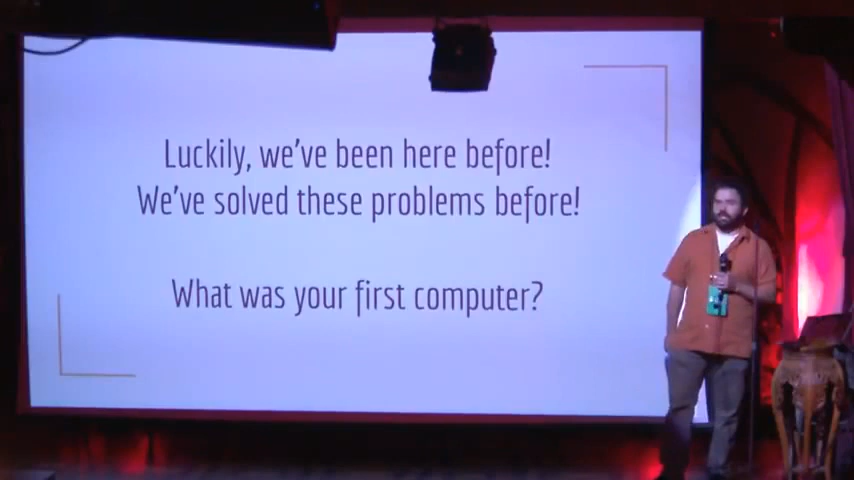 Luckily, we've been here before!
We've solved these problems before!
What was your first computer?